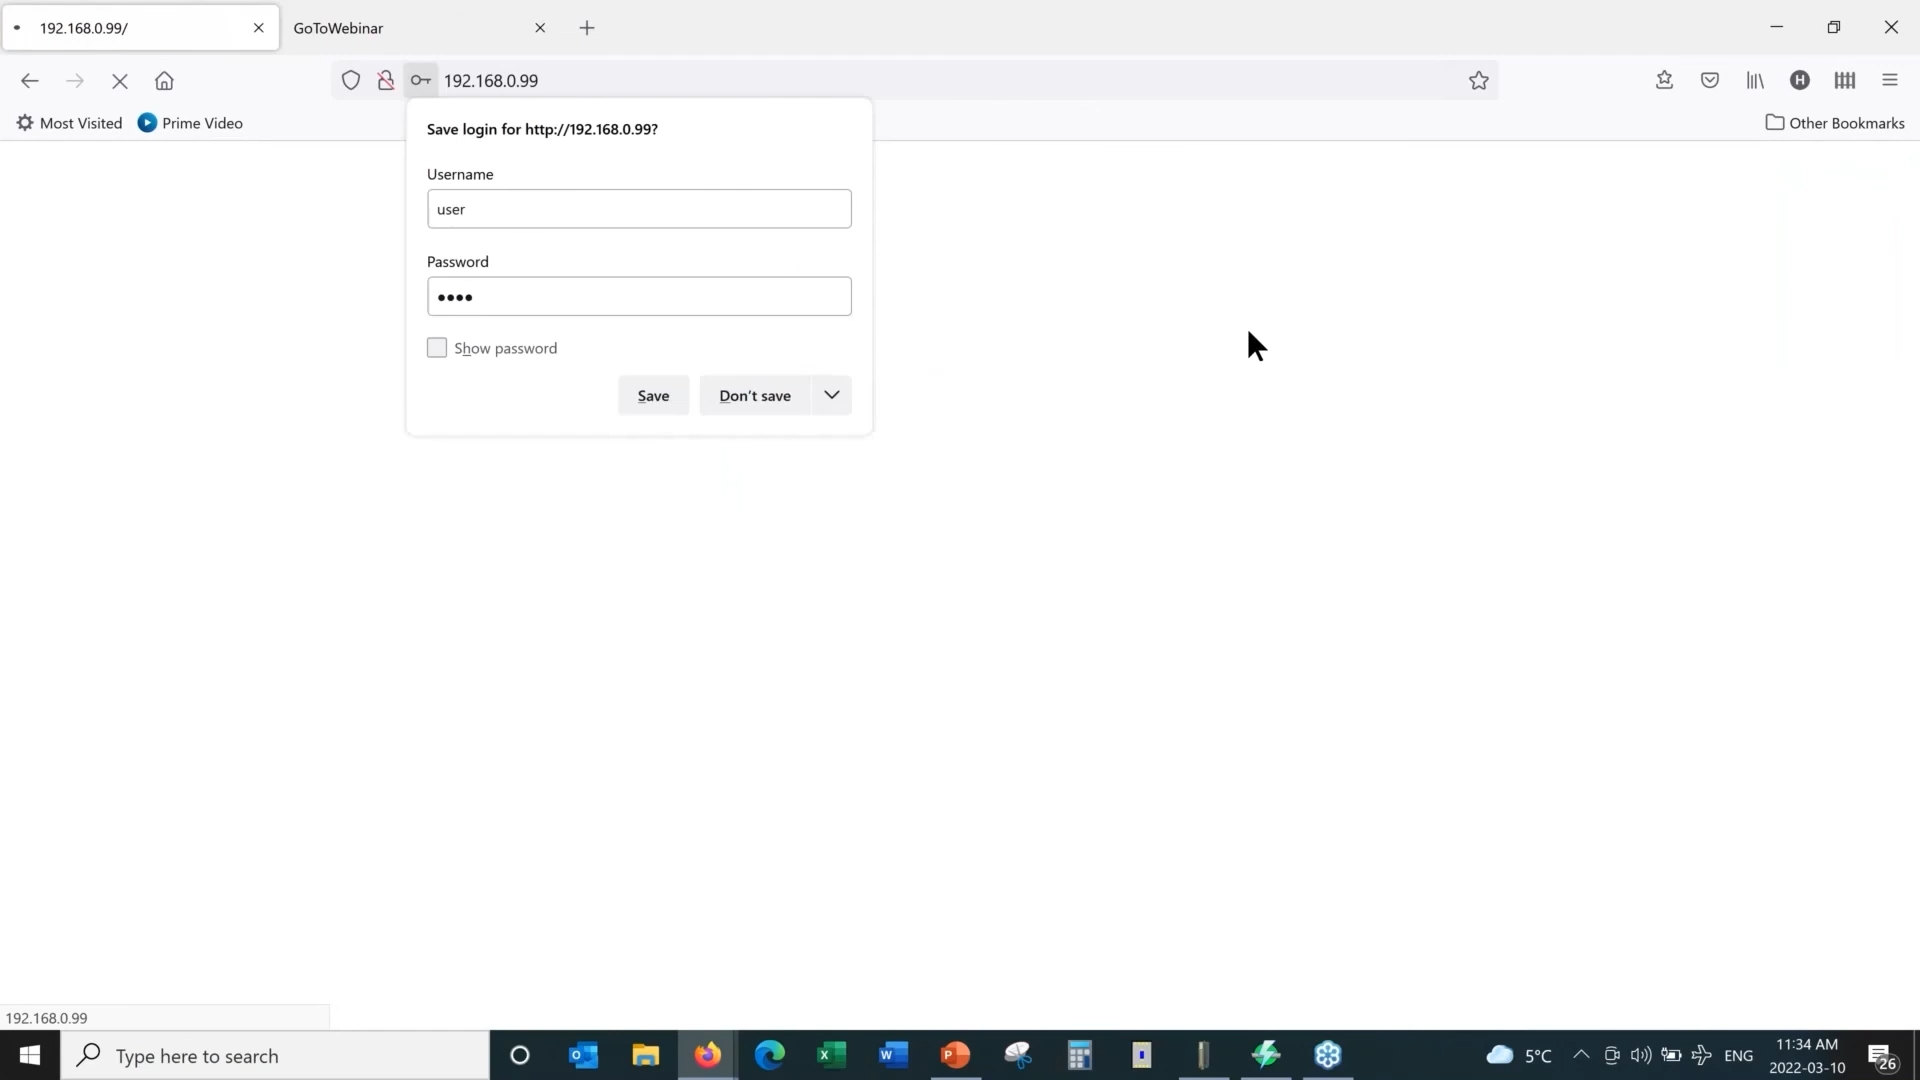 192.168.0.99/
GoToWebinar
192.168.0.99
Most Visited
Prime Video
Other Bookmarks
Save login for http://192.168.0.99?
Username
user
Password
••••
Show password
Save
Don't save
192.168.0.99
Type here to search
5°C
ENG
11:34 AM
2022-03-10
26